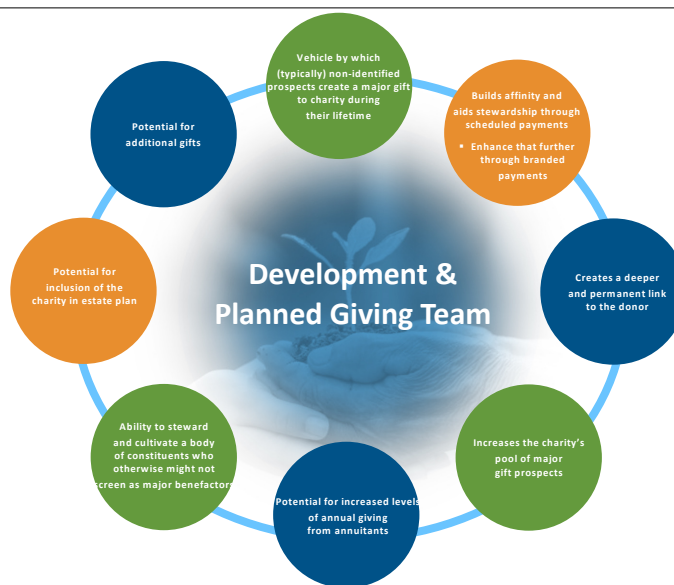 Vehicle by which
(typically) non-identified
prospects create a major gift
to charity during
their lifetime
Builds affinity and
aids stewardship through
scheduled payments
▪ Enhance that further
through branded
payments
Creates a deeper
and permanent link
to the donor
Increases the charity's
pool of major
gift prospects
Potential for increased levels
of annual giving
from annuitants
Ability to steward
and cultivate a body
of constituents who
otherwise might not
screen as major benefactors
Potential for
inclusion of the
charity in estate plan
Potential for
additional gifts
Development &
Planned Giving Team